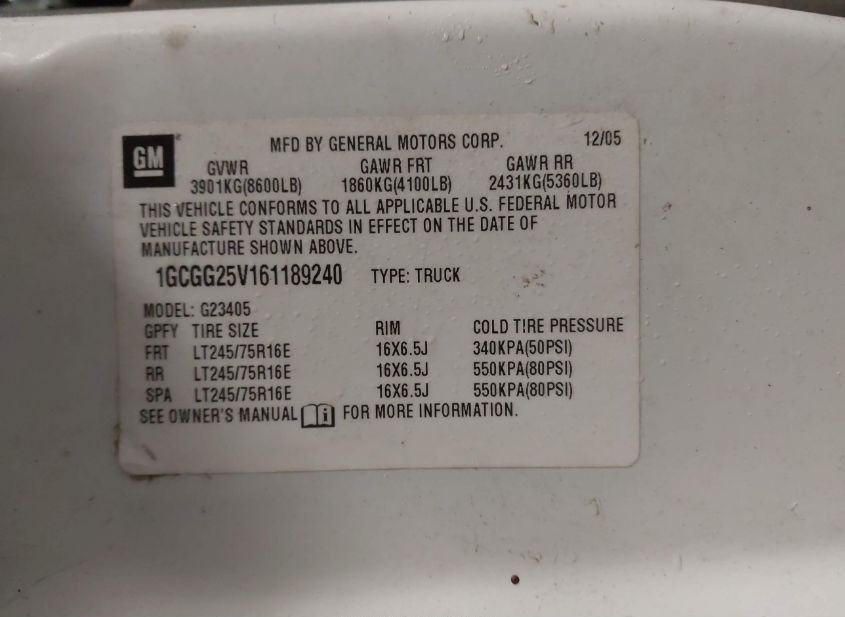 GM MFD BY GENERAL MOTORS CORP. 12/05
GVWR GAWR FRT GAWR RR
3901KG(8600LB) 1860KG(4100LB) 2431KG(5360LB)
THIS VEHICLE CONFORMS TO ALL APPLICABLE U.S. FEDERAL MOTOR
VEHICLE SAFETY STANDARDS IN EFFECT ON THE DATE OF
MANUFACTURE SHOWN ABOVE.
1GCGG25V161189240 TYPE: TRUCK
MODEL: G23405
GPFY TIRE SIZE RIM COLD TIRE PRESSURE
FRT LT245/75R16E 16X6.5J 340KPA(50PSI)
RR LT245/75R16E 16X6.5J 550KPA(80PSI)
SPA LT245/75R16E 16X6.5J 550KPA(80PSI)
SEE OWNER'S MANUAL i FOR MORE INFORMATION.